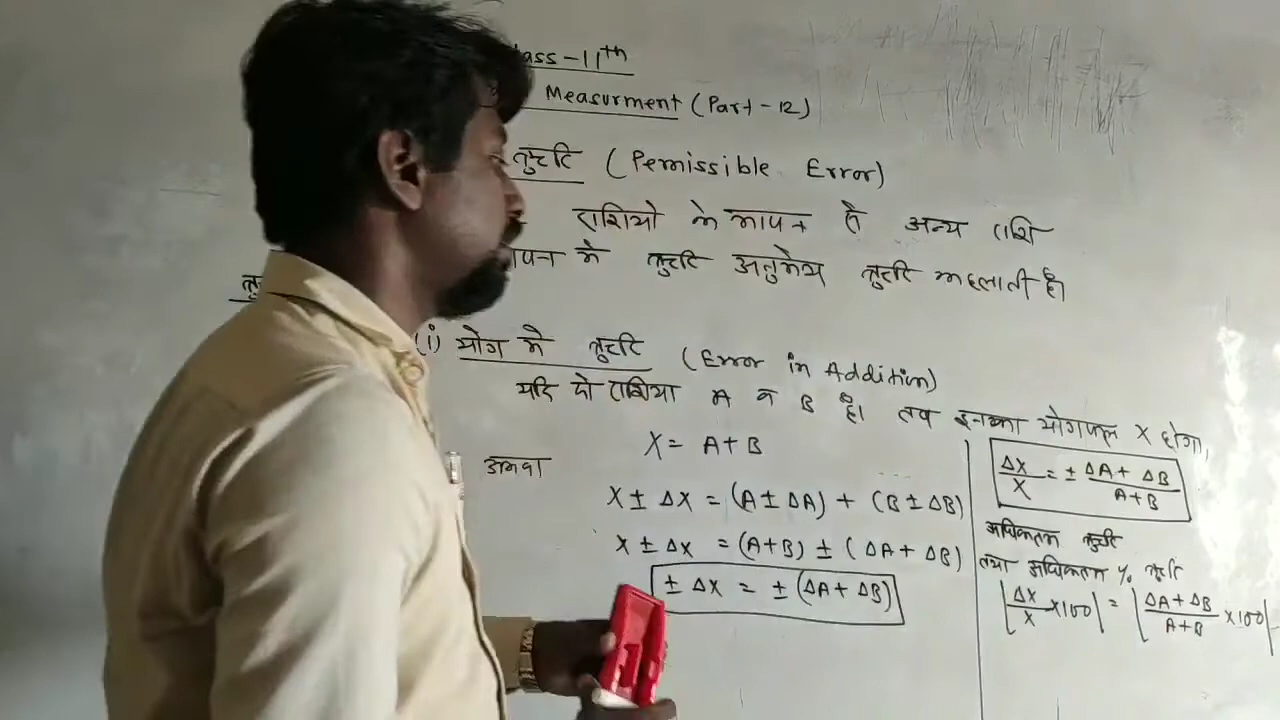 ass-11th
Measurment (Part-12)
त्रुटि (Permissible Error)
राशियो के मापन से अन्य राशि
मापन मे त्रुटि अनुमेय त्रुटि कहलाती है।
त्रु
(i) योग मे त्रुटि (Error in Addition)
यदि दो राशिया A व B है। तब इनका योगफल X होगा,
X = A+B
अथवा
X ± ΔX = (A ± ΔA) + (B ± ΔB)
X ± ΔX = (A+B) ± (ΔA + ΔB)
± ΔX = ± (ΔA + ΔB)
ΔX/X = ± ΔA + ΔB/A+B
अधिकतम त्रुटि
तथा अधिकतम % त्रुटि
|ΔX/X ×100| = |ΔA + ΔB/A+B ×100|